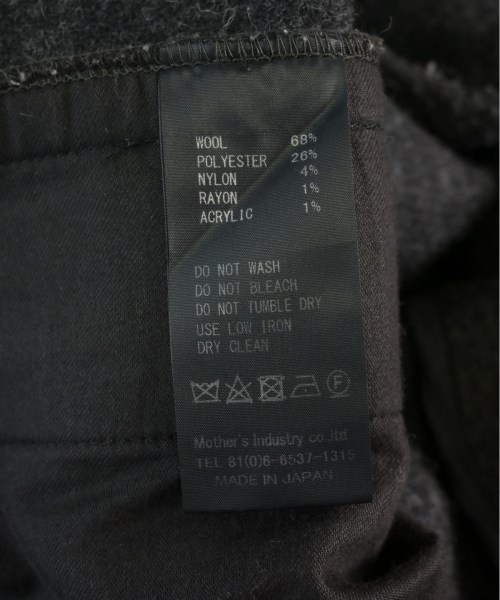 WOOL 68%
POLYESTER 26%
NYLON 4%
RAYON 1%
ACRYLIC 1%
DO NOT WASH
DO NOT BLEACH
DO NOT TUMBLE DRY
USE LOW IRON
DRY CLEAN
F
Mother's Industry co.ltd
TEL 81(0)6-6537-1315
MADE IN JAPAN